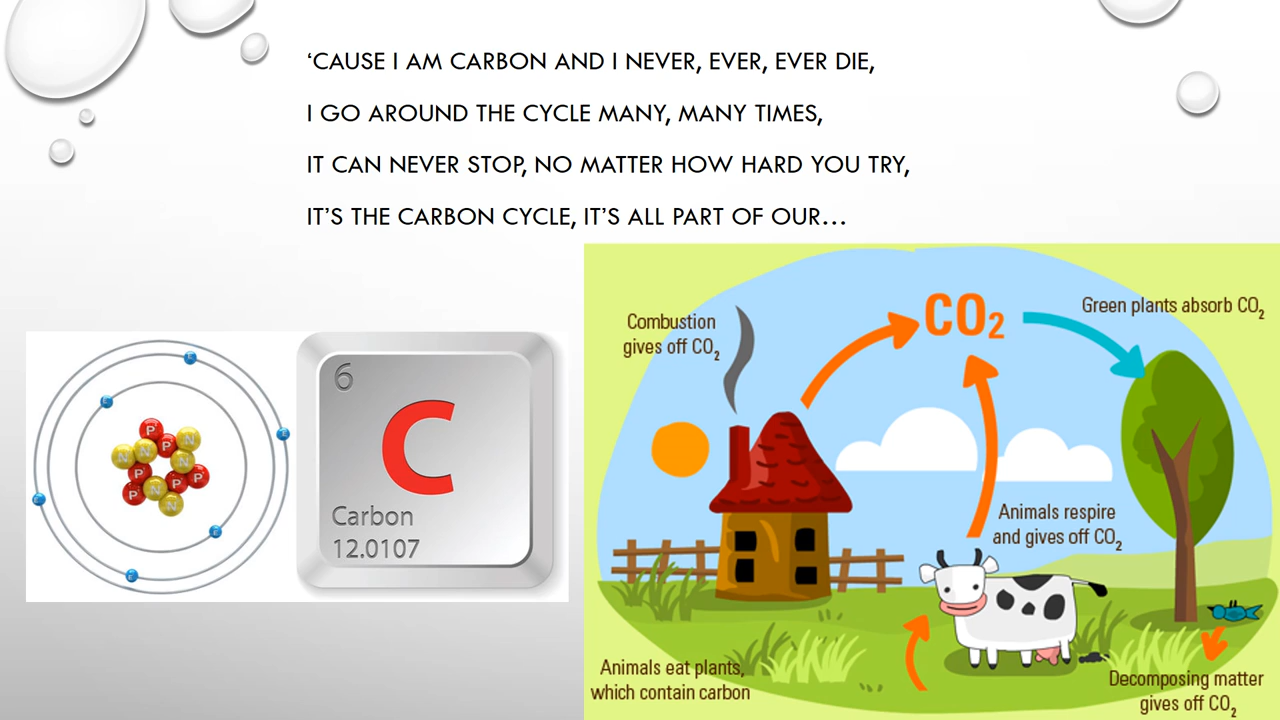 ‘CAUSE I AM CARBON AND I NEVER, EVER, EVER DIE,
I GO AROUND THE CYCLE MANY, MANY TIMES,
IT CAN NEVER STOP, NO MATTER HOW HARD YOU TRY,
IT’S THE CARBON CYCLE, IT’S ALL PART OF OUR…
E
E
E
E
E
E
P
P
N
N
N
N
P
P
P
P
N
N
6
C
Carbon
12.0107
Combustion
gives off CO₂
CO₂
Green plants absorb CO₂
Animals respire
and gives off CO₂
Animals eat plants,
which contain carbon
Decomposing matter
gives off CO₂